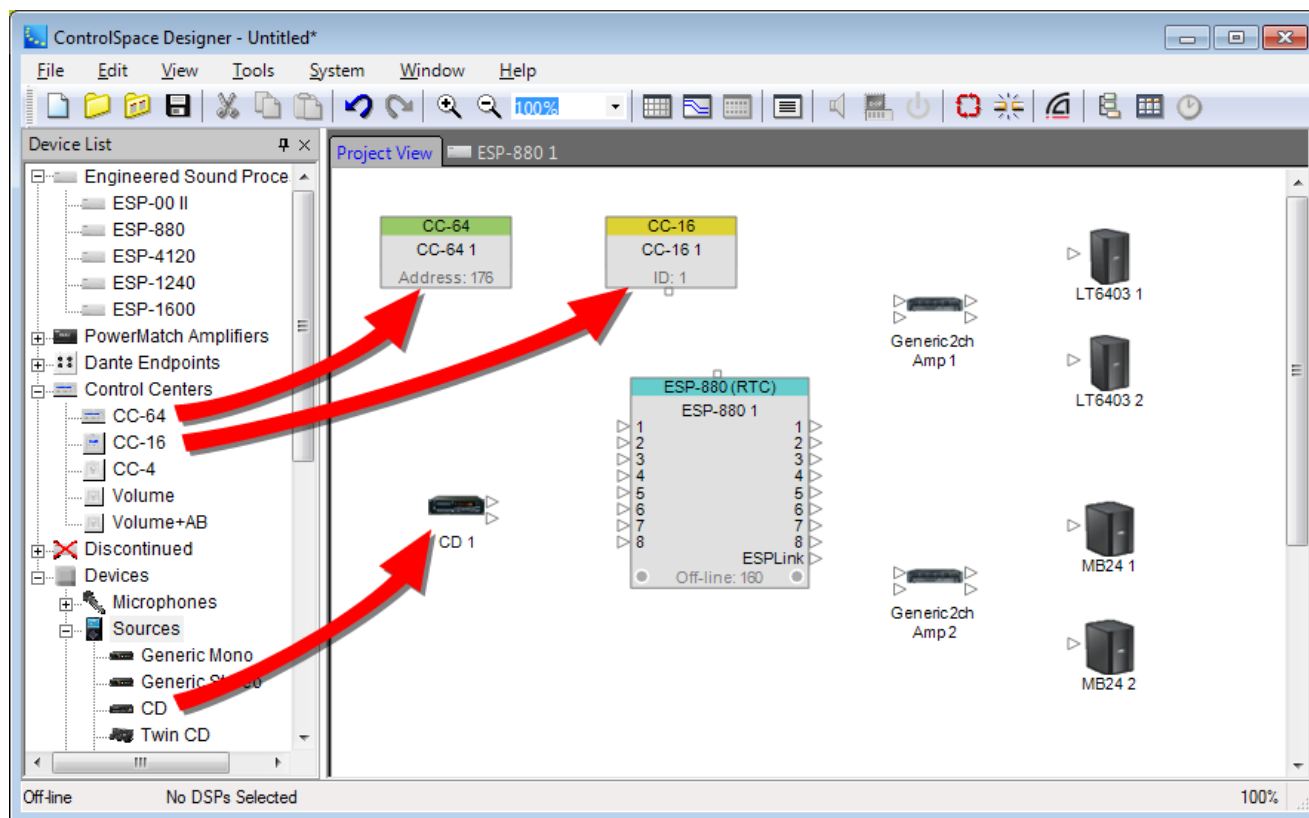 ControlSpace Designer - Untitled*
File Edit View Tools System Window Help
100%
Device List
Project View ESP-880 1
Engineered Sound Proce
ESP-00 II
ESP-880
ESP-4120
ESP-1240
ESP-1600
PowerMatch Amplifiers
Dante Endpoints
Control Centers
CC-64
CC-16
CC-4
Volume
Volume+AB
Discontinued
Devices
Microphones
Sources
Generic Mono
Generic
CD
Twin CD
CC-64
CC-64 1
Address: 176
CC-16
CC-16 1
ID: 1
CD 1
ESP-880 (RTC)
ESP-880 1
1 1
2 2
3 3
4 4
5 5
6 6
7 7
8 8
ESPLink
Off-line: 160
Generic2ch
Amp 1
Generic2ch
Amp 2
LT6403 1
LT6403 2
MB24 1
MB24 2
Off-line No DSPs Selected 100%